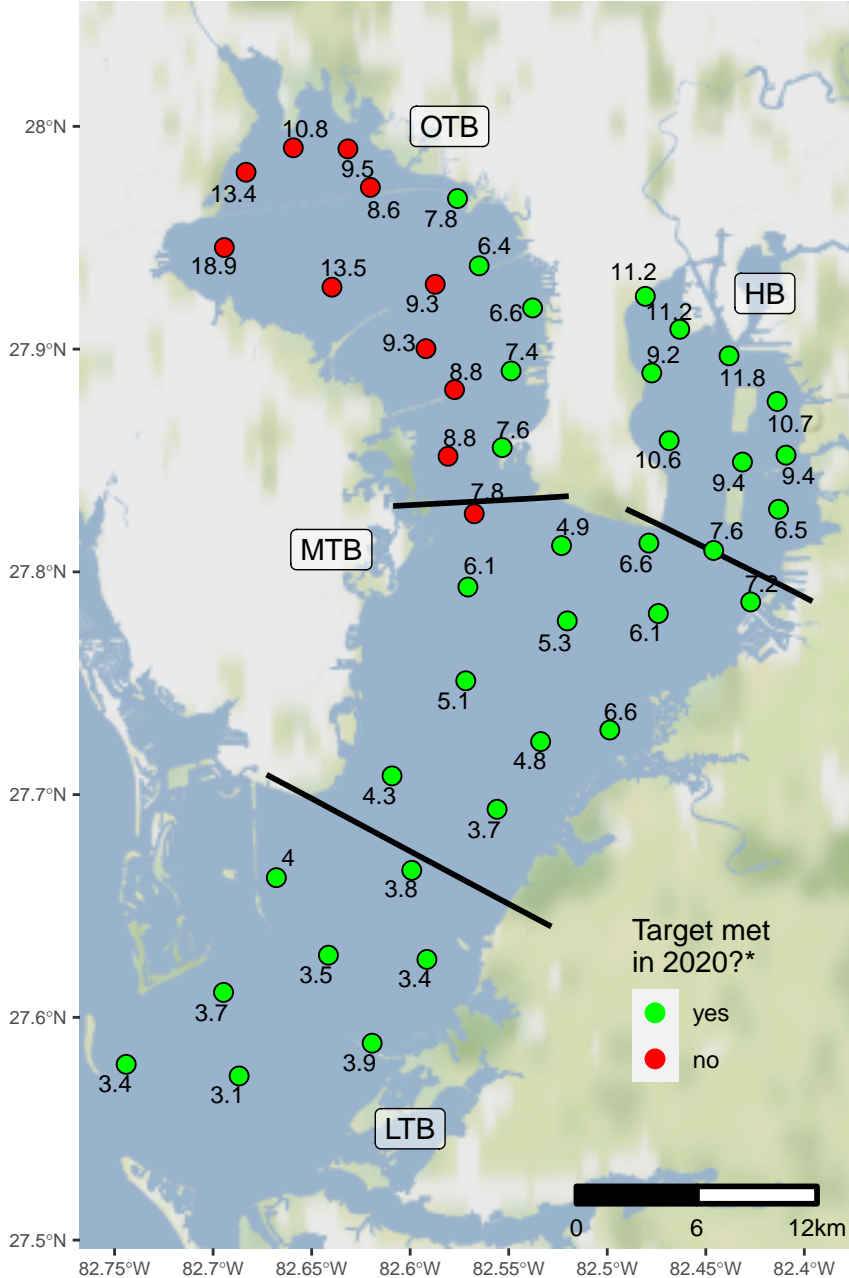 28°N
10.8
OTB
13.4
9.5
8.6
7.8
18.9
13.5
6.4
9.3
11.2
HB
6.6
11.2
27.9°N
9.3
7.4
9.2
11.8
8.8
10.7
8.8
7.6
10.6
9.4
9.4
7.8
6.5
MTB
4.9
6.6
7.6
27.8°N
6.1
7.2
5.3
6.1
5.1
6.6
4.8
27.7°N
4.3
3.7
4
3.8
Target met
in 2020?*
3.5
3.4
3.7
yes
27.6°N
3.9
no
3.4
3.1
LTB
0 6 12km
27.5°N
82.75°W 82.7°W 82.65°W 82.6°W 82.55°W 82.5°W 82.45°W 82.4°W